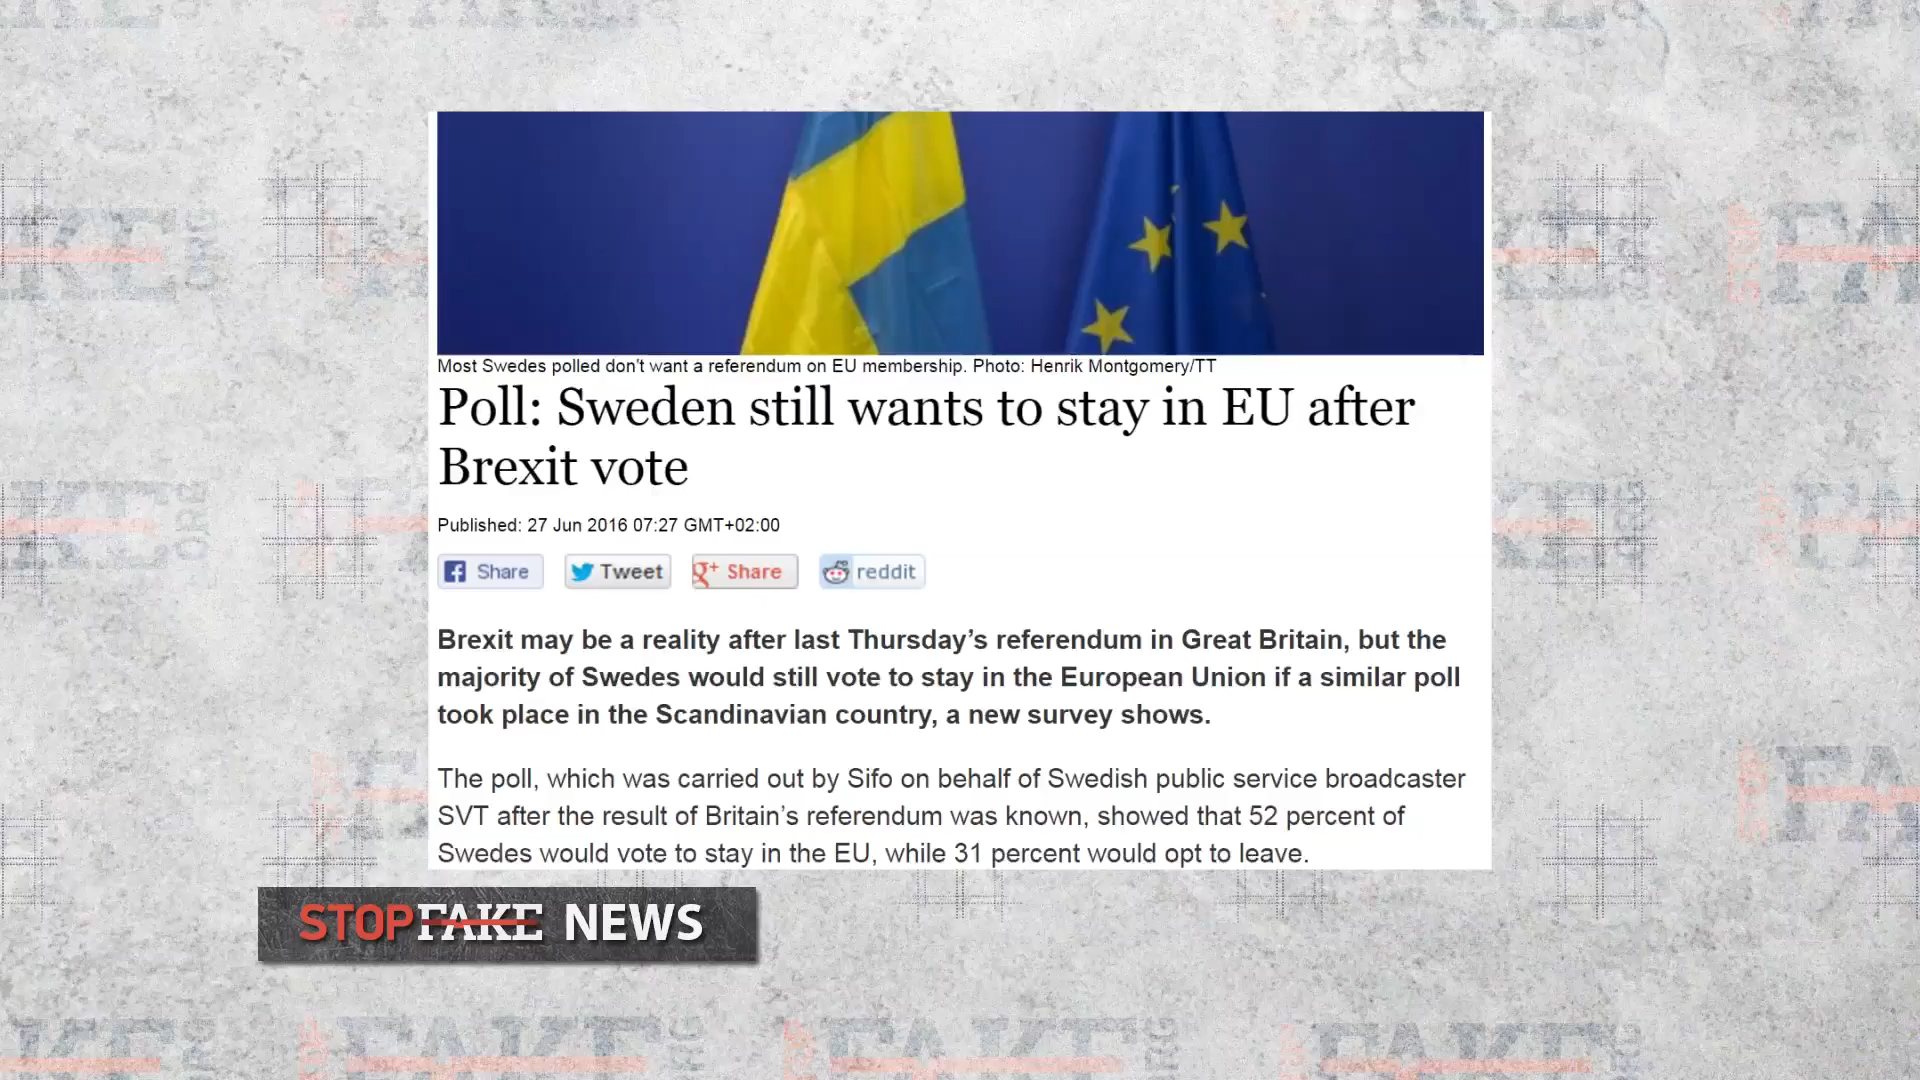 Most Swedes polled don't want a referendum on EU membership. Photo: Henrik Montgomery/TT
Poll: Sweden still wants to stay in EU after
Brexit vote
Published: 27 Jun 2016 07:27 GMT+02:00
Share Tweet Share reddit
Brexit may be a reality after last Thursday’s referendum in Great Britain, but the
majority of Swedes would still vote to stay in the European Union if a similar poll
took place in the Scandinavian country, a new survey shows.
The poll, which was carried out by Sifo on behalf of Swedish public service broadcaster
SVT after the result of Britain’s referendum was known, showed that 52 percent of
Swedes would vote to stay in the EU, while 31 percent would opt to leave.
STOPFAKE NEWS